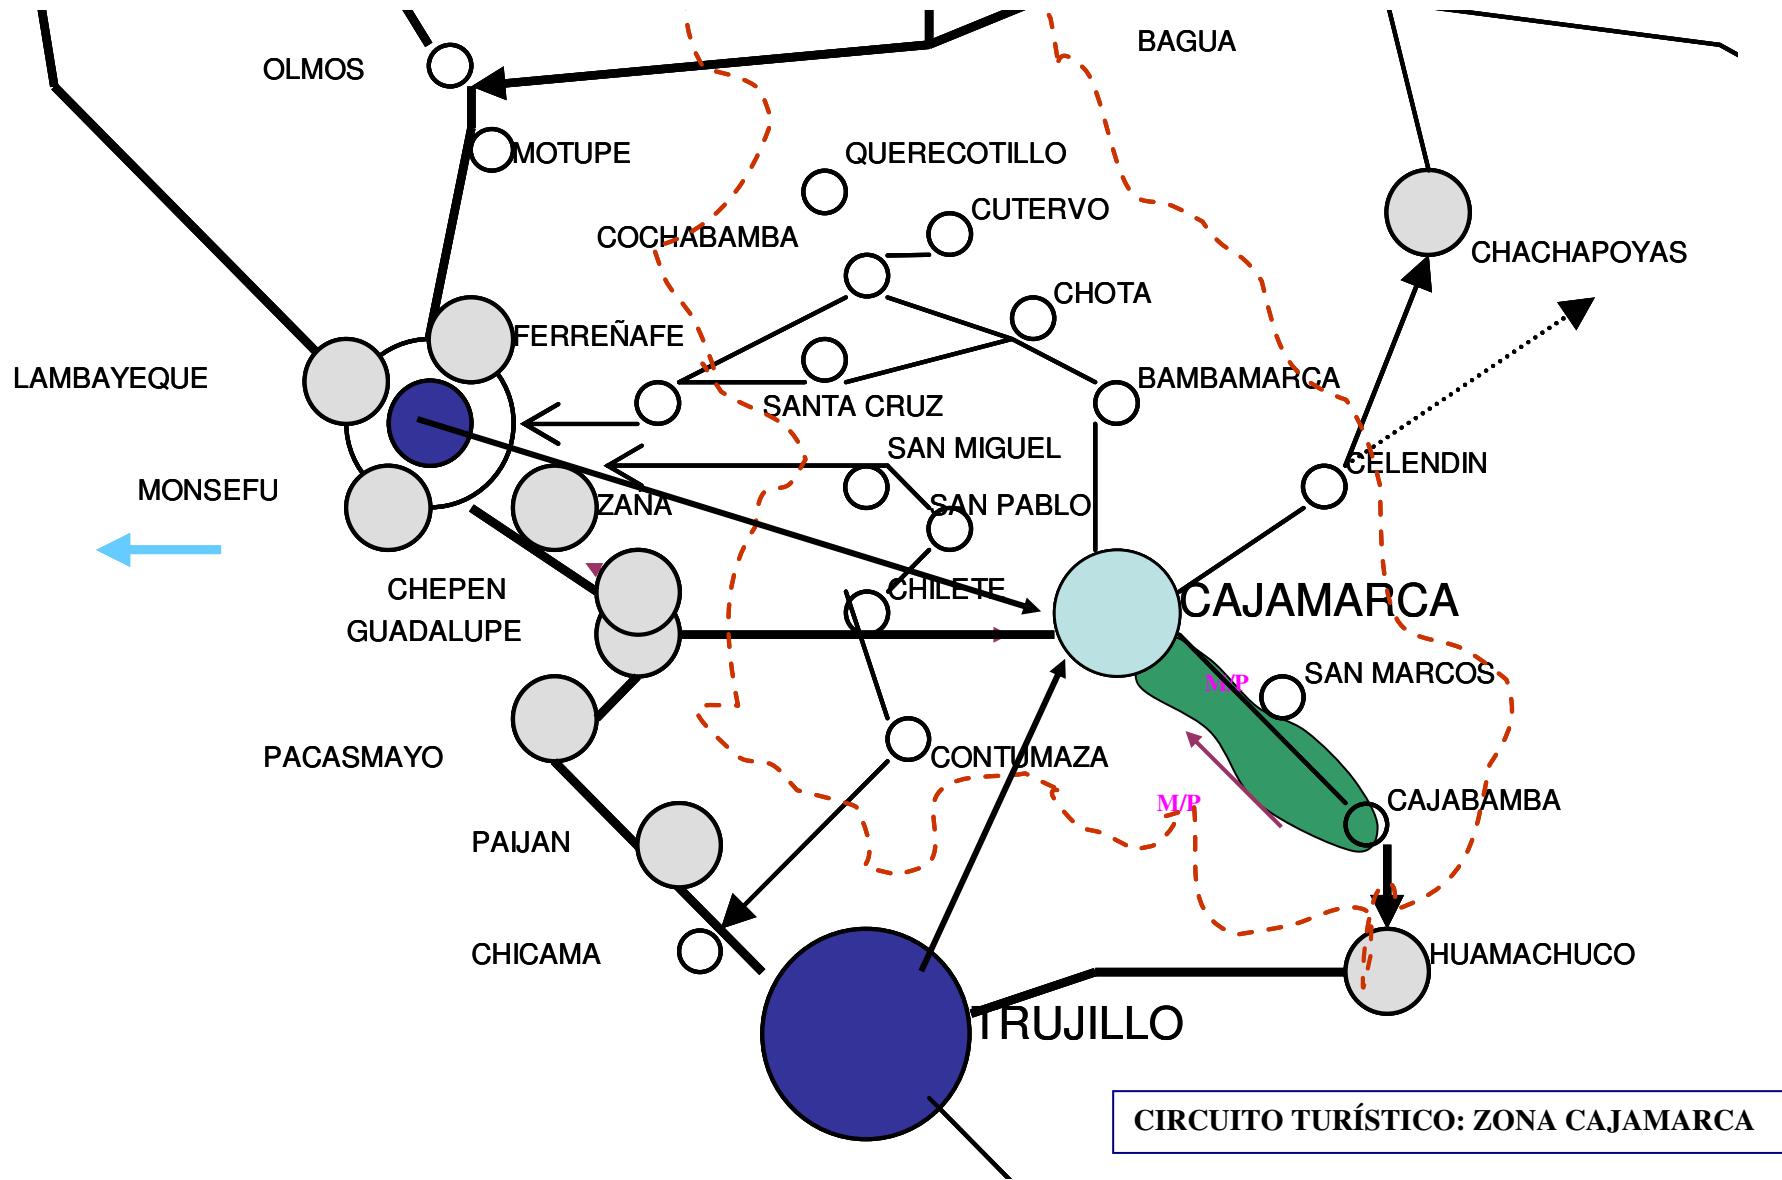 BAGUA
OLMOS
MOTUPE
QUERECOTILLO
CUTERVO
COCHABAMBA
CHACHAPOYAS
CHOTA
FERREÑAFE
LAMBAYEQUE
BAMBAMARCA
SANTA CRUZ
SAN MIGUEL
CELENDIN
MONSEFU
ZAÑA
SAN PABLO
CHEPEN
CHILETE
CAJAMARCA
GUADALUPE
SAN MARCOS
M/P
PACASMAYO
CONTUMAZA
M/P
CAJABAMBA
PAIJAN
CHICAMA
HUAMACHUCO
TRUJILLO
CIRCUITO TURÍSTICO: ZONA CAJAMARCA